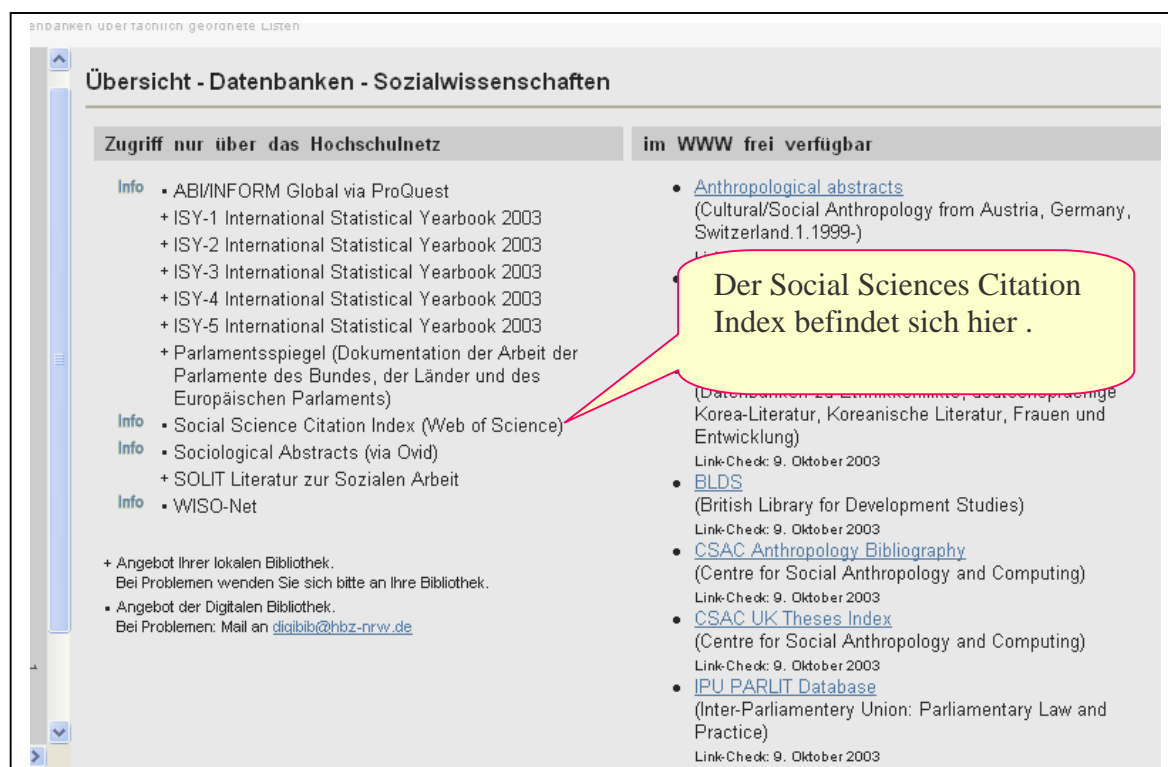 enbanken über fachlich geordnete Listen
Übersicht - Datenbanken - Sozialwissenschaften
Zugriff nur über das Hochschulnetz
Info ▪ ABI/INFORM Global via ProQuest
+ ISY-1 International Statistical Yearbook 2003
+ ISY-2 International Statistical Yearbook 2003
+ ISY-3 International Statistical Yearbook 2003
+ ISY-4 International Statistical Yearbook 2003
+ ISY-5 International Statistical Yearbook 2003
+ Parlamentsspiegel (Dokumentation der Arbeit der
Parlamente des Bundes, der Länder und des
Europäischen Parlaments)
Info ▪ Social Science Citation Index (Web of Science)
Info ▪ Sociological Abstracts (via Ovid)
+ SOLIT Literatur zur Sozialen Arbeit
Info ▪ WISO-Net
+ Angebot Ihrer lokalen Bibliothek.
Bei Problemen wenden Sie sich bitte an Ihre Bibliothek.
▪ Angebot der Digitalen Bibliothek.
Bei Problemen: Mail an digibib@hbz-nrw.de
im WWW frei verfügbar
• Anthropological abstracts
(Cultural/Social Anthropology from Austria, Germany,
Switzerland.1.1999-)
Der Social Sciences Citation
Index befindet sich hier .
(Datenbanken zu Ethnikkonflikte, deutschsprachige
Korea-Literatur, Koreanische Literatur, Frauen und
Entwicklung)
Link-Check: 9. Oktober 2003
• BLDS
(British Library for Development Studies)
Link-Check: 9. Oktober 2003
• CSAC Anthropology Bibliography
(Centre for Social Anthropology and Computing)
Link-Check: 9. Oktober 2003
• CSAC UK Theses Index
(Centre for Social Anthropology and Computing)
Link-Check: 9. Oktober 2003
• IPU PARLIT Database
(Inter-Parliamentery Union: Parliamentary Law and
Practice)
Link-Check: 9. Oktober 2003